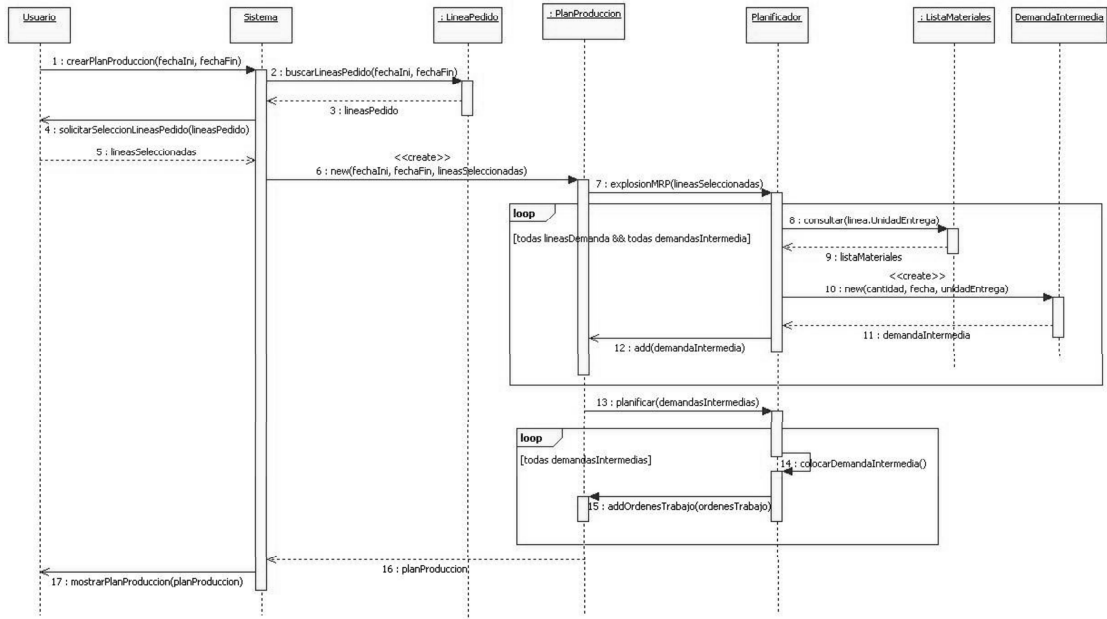 Usuario
Sistema
: LineaPedido
: PlanProduccion
Planificador
: ListaMateriales
DemandaIntermedia
1 : crearPlanProduccion(fechaIni, fechaFin)
2 : buscarLineasPedido(fechaIni, fechaFin)
3 : lineasPedido
4 : solicitarSeleccionLineasPedido(lineasPedido)
5 : lineasSeleccionadas
<<create>>
6 : new(fechaIni, fechaFin, lineasSeleccionadas)
7 : explosionMRP(lineasSeleccionadas)
loop
[todas lineasDemanda && todas demandasIntermedia]
8 : consultar(linea.UnidadEntrega)
9 : listaMateriales
<<create>>
10 : new(cantidad, fecha, unidadEntrega)
11 : demandaIntermedia
12 : add(demandaIntermedia)
13 : planificar(demandasIntermedias)
loop
[todas demandasIntermedias]
14 : colocarDemandaIntermedia()
15 : addOrdenesTrabajo(ordenesTrabajo)
16 : planProduccion
17 : mostrarPlanProduccion(planProduccion)